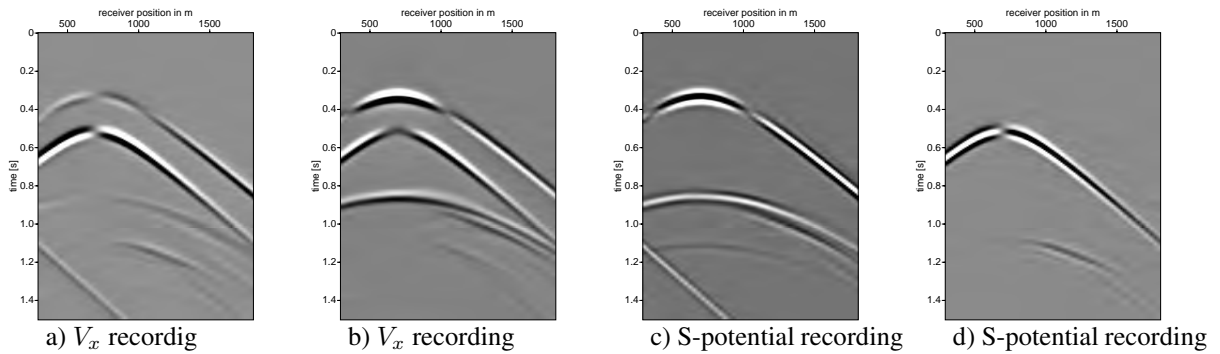 receiver position in m
500 1000 1500
time [s]
0
0.2
0.4
0.6
0.8
1.0
1.2
1.4
a) Vx recordig
receiver position in m
500 1000 1500
time [s]
0
0.2
0.4
0.6
0.8
1.0
1.2
1.4
b) Vx recording
receiver position in m
500 1000 1500
time [s]
0
0.2
0.4
0.6
0.8
1.0
1.2
1.4
c) S-potential recording
receiver position in m
500 1000 1500
time [s]
0
0.2
0.4
0.6
0.8
1.0
1.2
1.4
d) S-potential recording